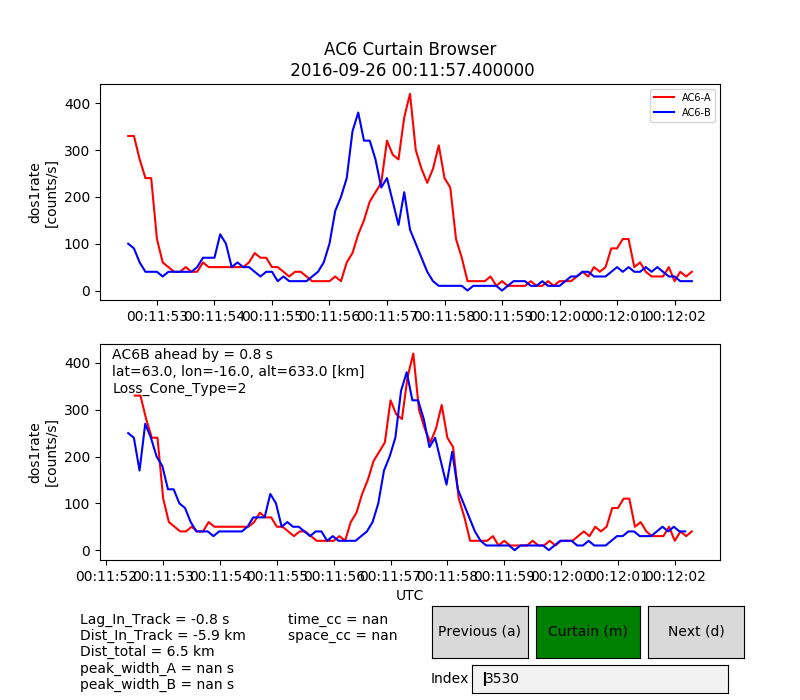 AC6 Curtain Browser
2016-09-26 00:11:57.400000
400
300
200
100
0
dos1rate
[counts/s]
AC6-A
AC6-B
00:11:53 00:11:54 00:11:55 00:11:56 00:11:57 00:11:58 00:11:59 00:12:00 00:12:01 00:12:02
AC6B ahead by = 0.8 s
lat=63.0, lon=-16.0, alt=633.0 [km]
Loss_Cone_Type=2
400
300
200
100
0
dos1rate
[counts/s]
00:11:52 00:11:53 00:11:54 00:11:55 00:11:56 00:11:57 00:11:58 00:11:59 00:12:00 00:12:01 00:12:02
UTC
Lag_In_Track = -0.8 s
Dist_In_Track = -5.9 km
Dist_total = 6.5 km
peak_width_A = nan s
peak_width_B = nan s
time_cc = nan
space_cc = nan
Previous (a)
Curtain (m)
Next (d)
Index
3530